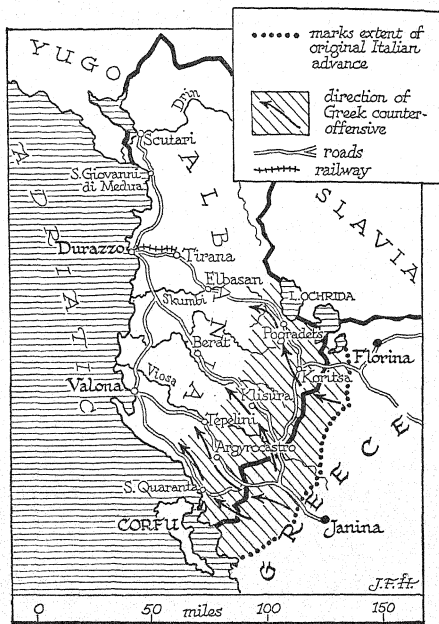 marks extent of
original Italian
advance
direction of
Greek counter-
offensive
roads
railway
YUGO
SLAVIA
ADRIATIC
ALBANIA
GREECE
Drin
Scutari
S. Giovanni
di Medua
Durazzo
Tirana
Elbasan
Skumbi
L. OCHRIDA
Pogradets
Florina
Berat
Koritsa
Valona
Viosa
Klisura
Tepelini
Argyrocastro
S. Quaranta
CORFU
Janina
J.F.H.
0 50 100 150
miles